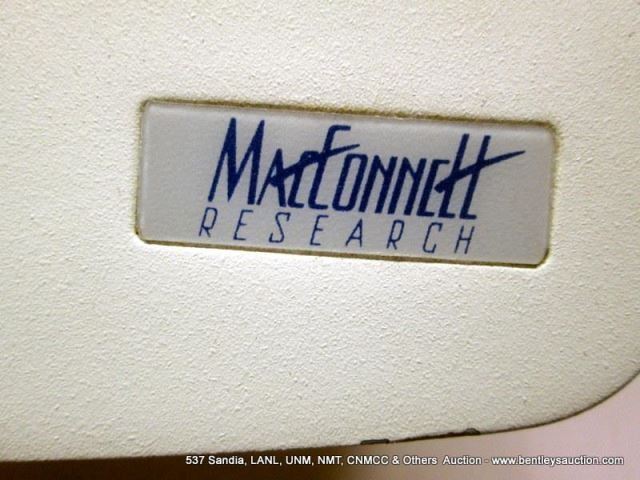 MacConnell
RESEARCH
537 Sandia, LANL, UNM, NMT, CNMCC & Others Auction - www.bentleysauction.com